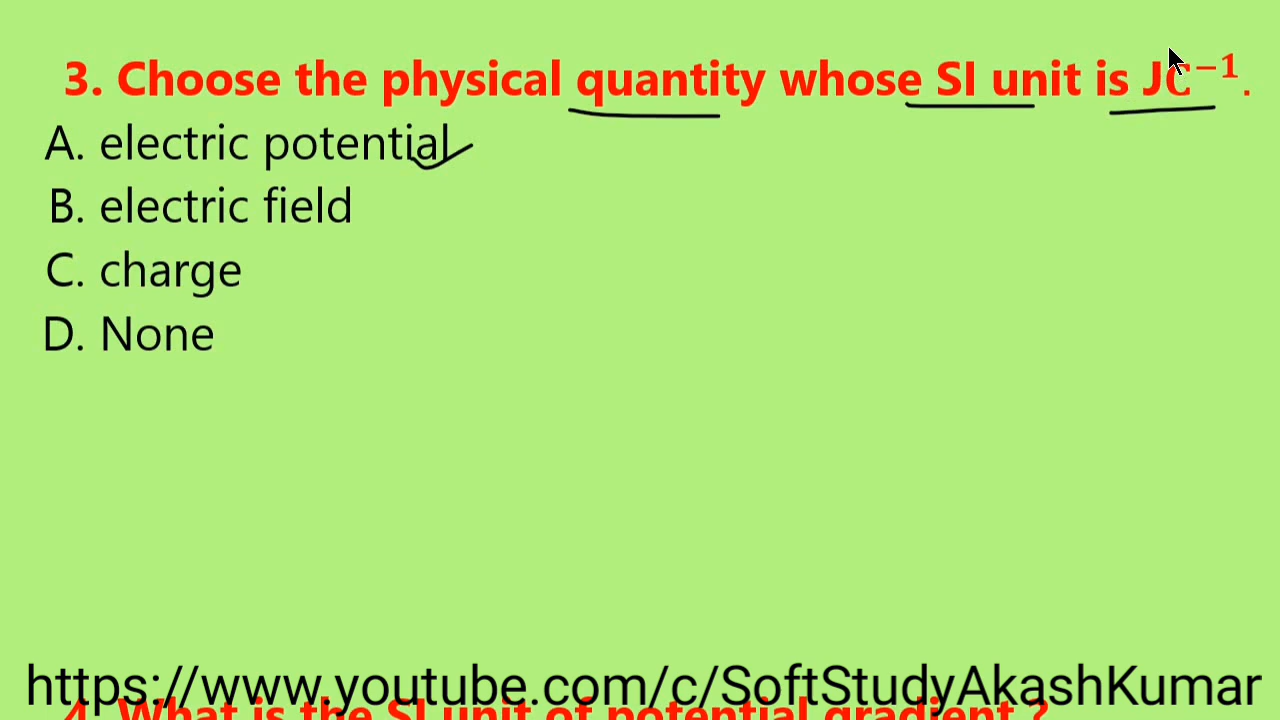 3. Choose the physical quantity whose SI unit is JC⁻¹.
A. electric potential
B. electric field
C. charge
D. None
https://www.youtube.com/c/SoftStudyAkashKumar
4. What is the SI unit of potential gradient ?